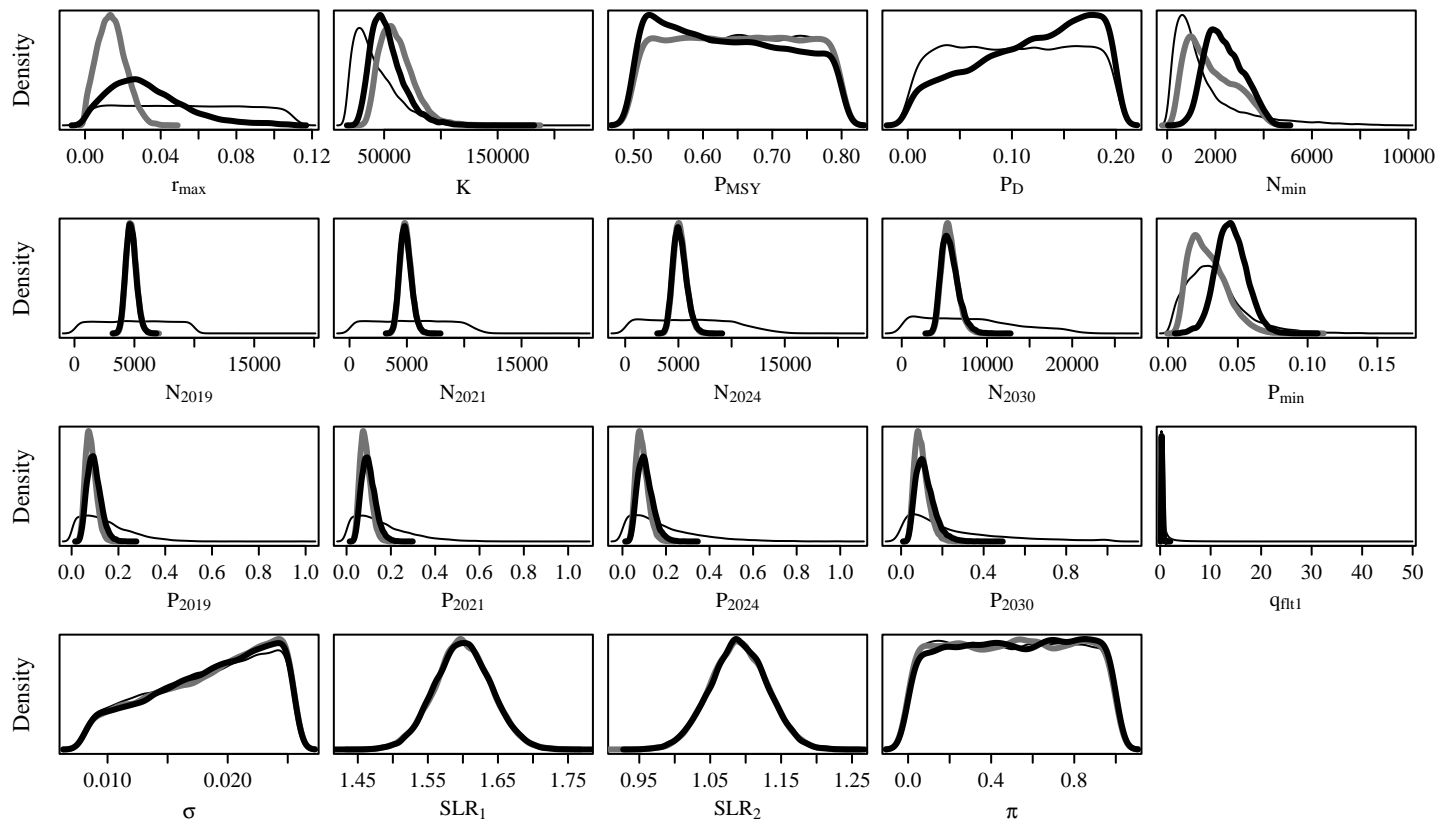 Density
0.00 0.04 0.08 0.12
r_max
50000 150000
K
0.50 0.60 0.70 0.80
P_MSY
0.00 0.10 0.20
P_D
0 2000 6000 10000
N_min
Density
0 5000 15000
N_2019
0 5000 15000
N_2021
0 5000 15000
N_2024
0 10000 20000
N_2030
0.00 0.05 0.15
P_min
Density
0.0 0.2 0.4 0.6 0.8 1.0
P_2019
0.0 0.2 0.4 0.6 0.8 1.0
P_2021
0.0 0.2 0.4 0.6 0.8 1.0
P_2024
0.0 0.4 0.8
P_2030
0 10 20 30 40 50
q_flt1
Density
0.010 0.020
σ
1.45 1.55 1.65 1.75
SLR_1
0.95 1.05 1.15 1.25
SLR_2
0.0 0.4 0.8
π